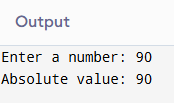 Output
Enter a number: 90
Absolute value: 90